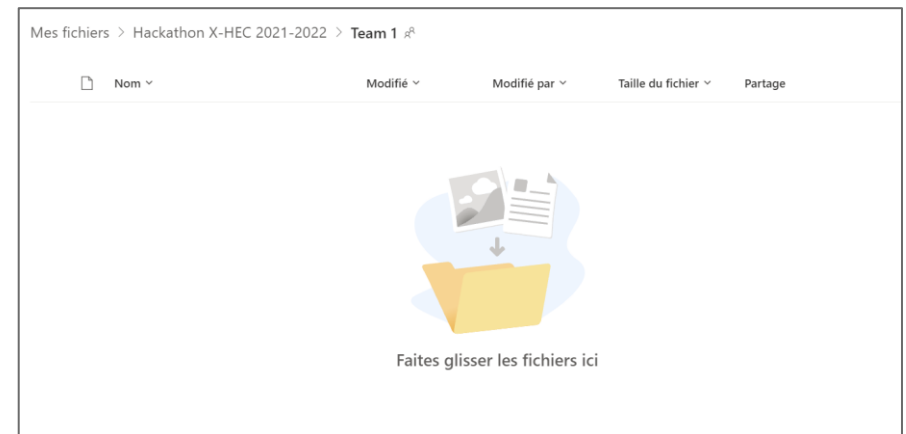 Mes fichiers > Hackathon X-HEC 2021-2022 > Team 1
Nom Modifié Modifié par Taille du fichier Partage
Faites glisser les fichiers ici